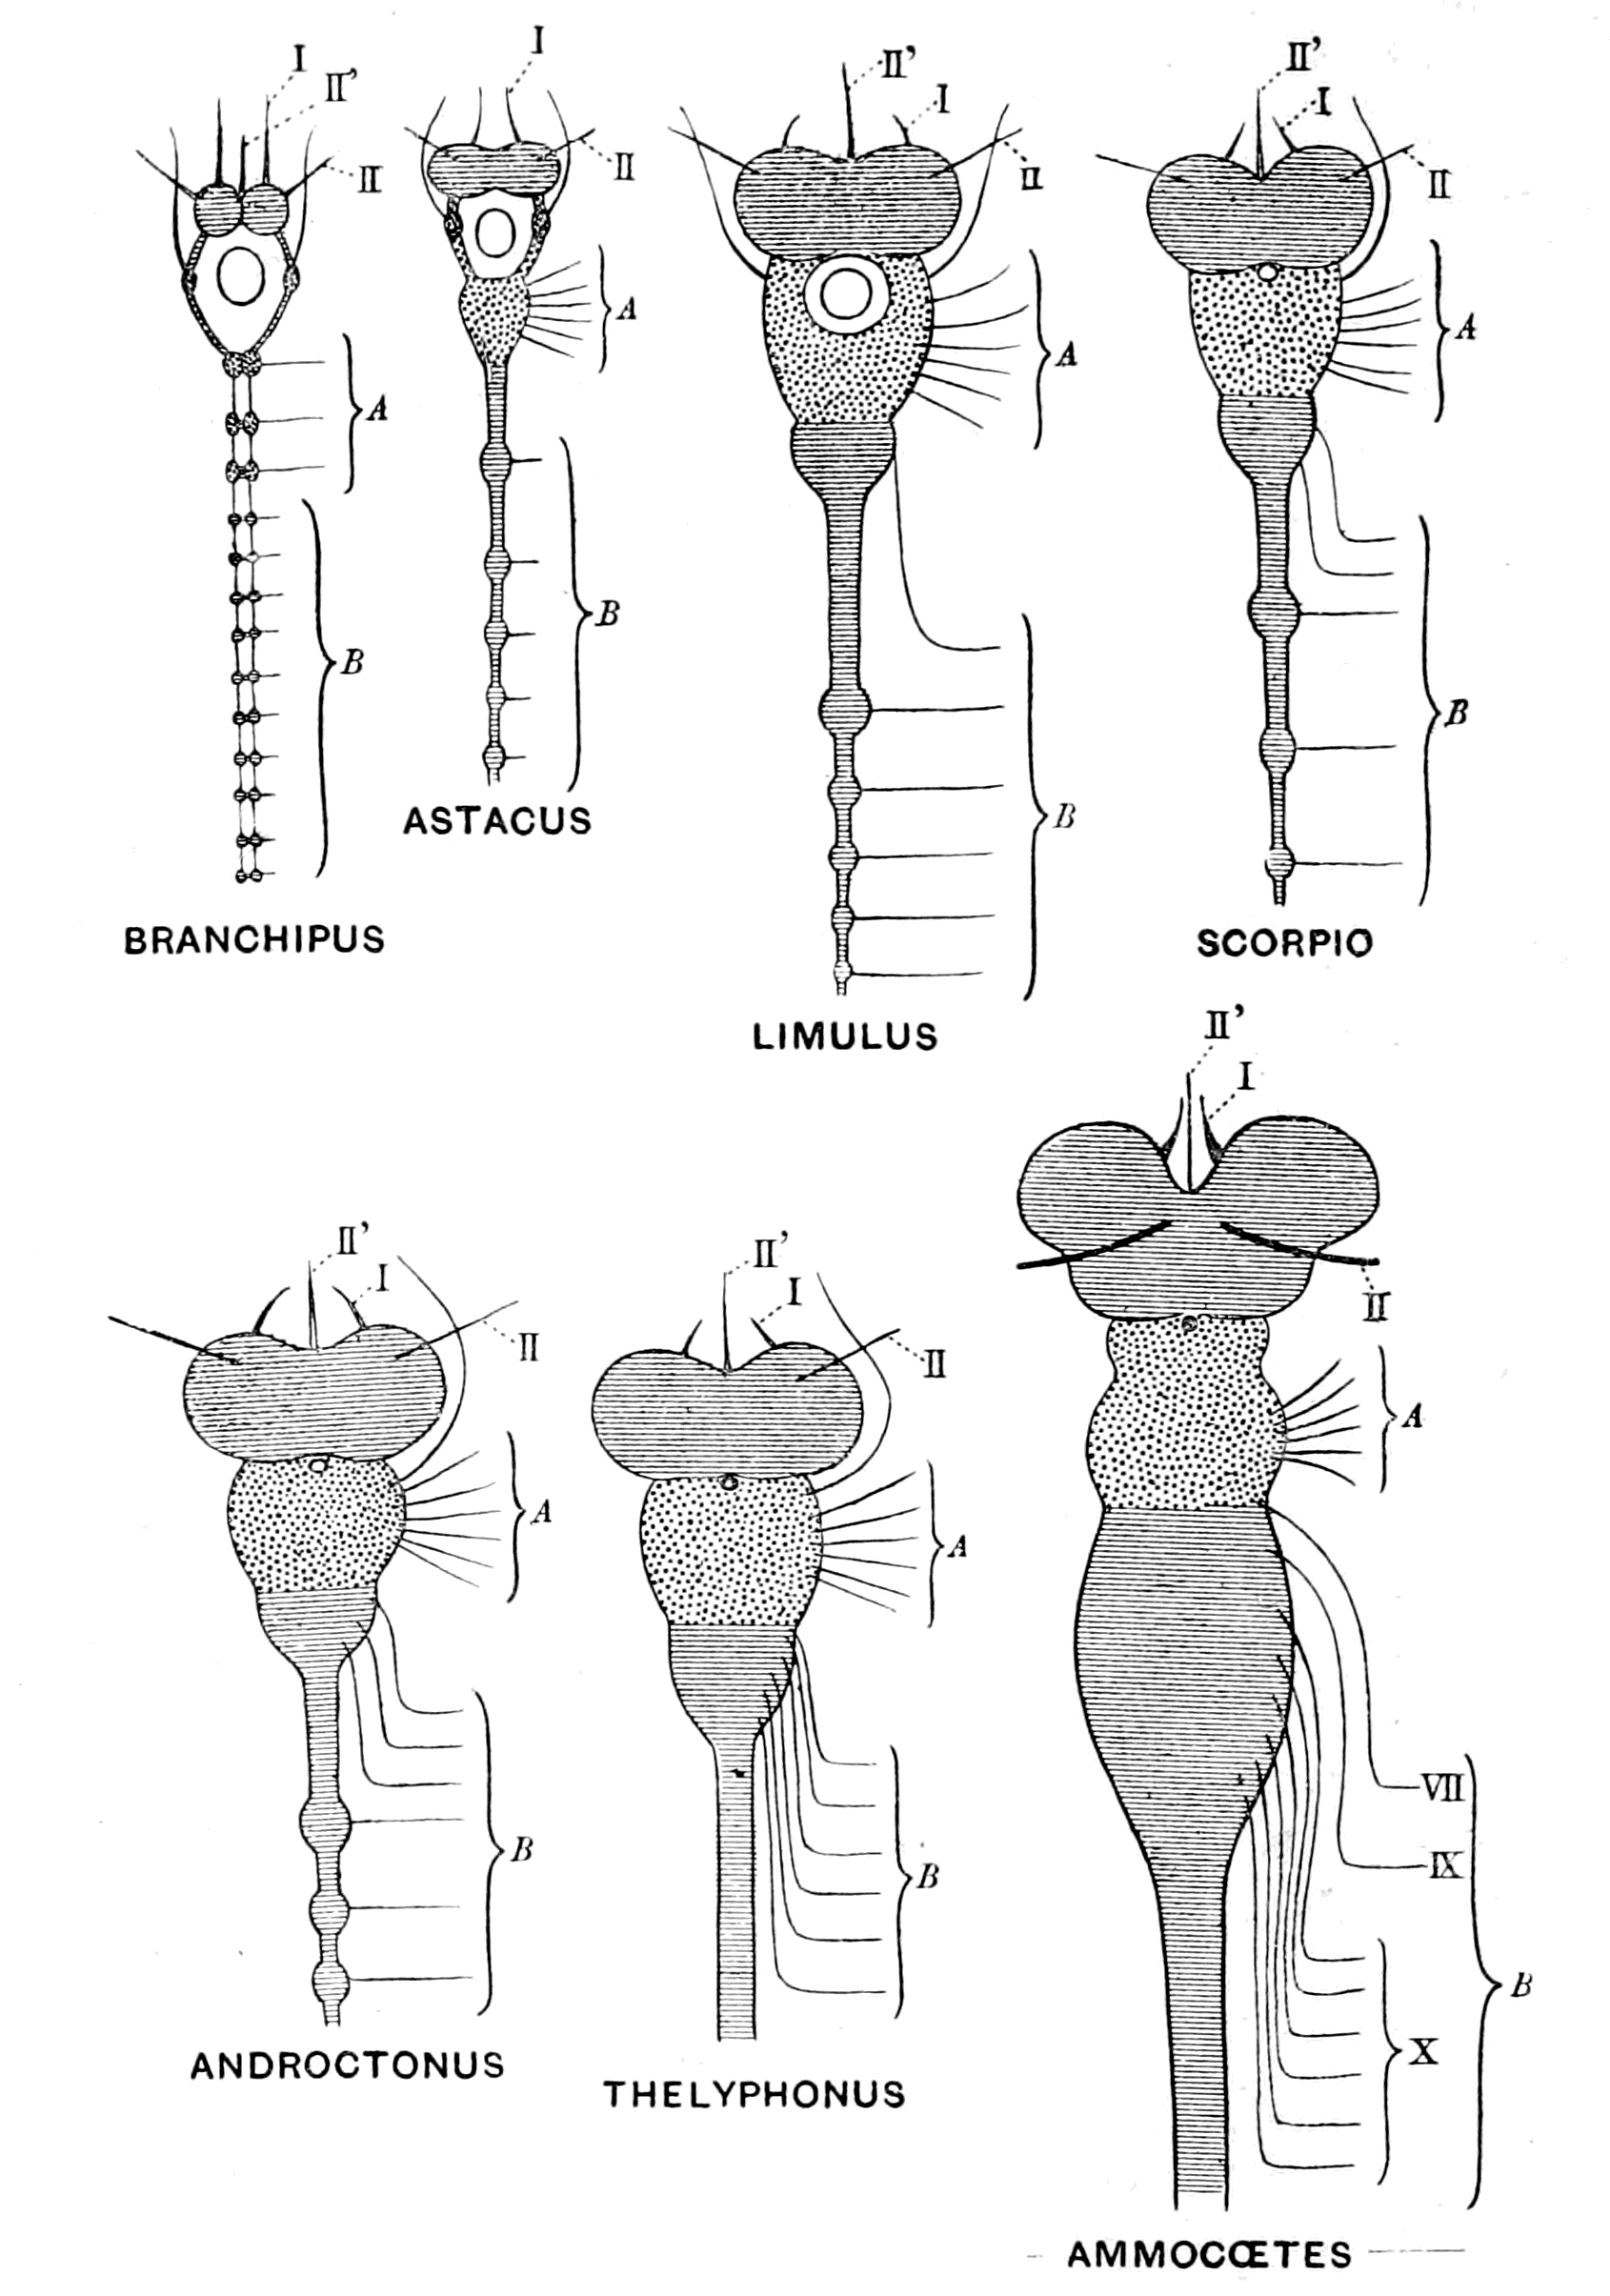 I
II’
II
A
B
BRANCHIPUS
I
II
A
B
ASTACUS
II’
I
II
A
B
LIMULUS
II’
I
II
A
B
SCORPIO
II’
I
II
A
B
ANDROCTONUS
II’
I
II
A
B
THELYPHONUS
II’
I
II
A
VII
IX
X
B
AMMOCŒTES